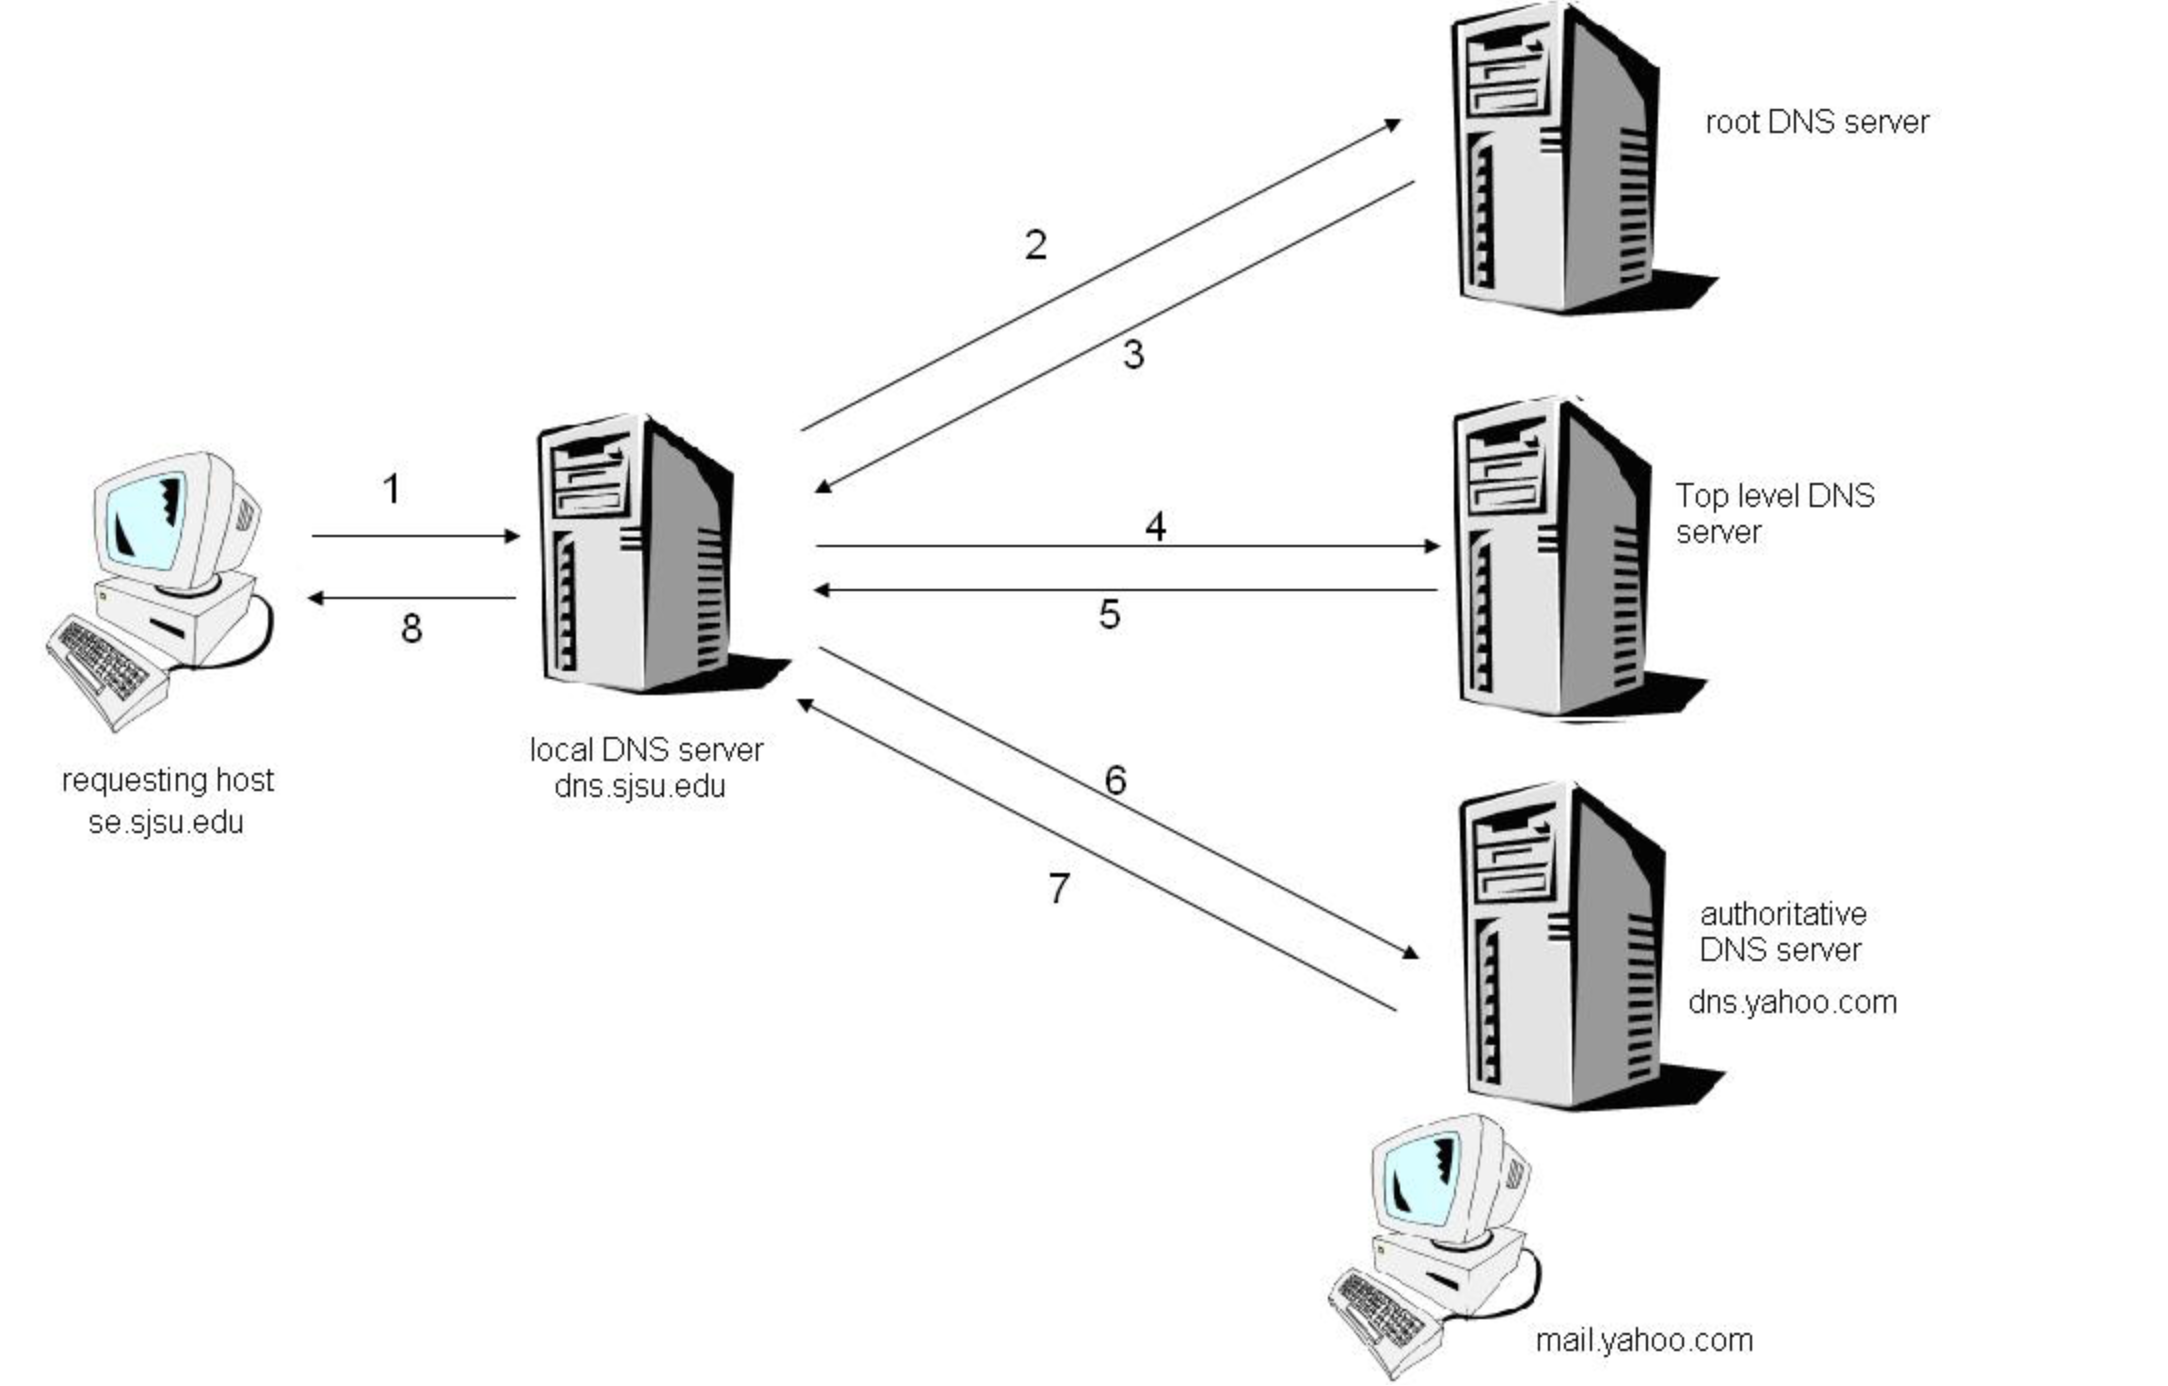 root DNS server
2
3
1
4
Top level DNS
server
8
5
local DNS server
dns.sjsu.edu
requesting host
se.sjsu.edu
6
7
authoritative
DNS server
dns.yahoo.com
mail.yahoo.com